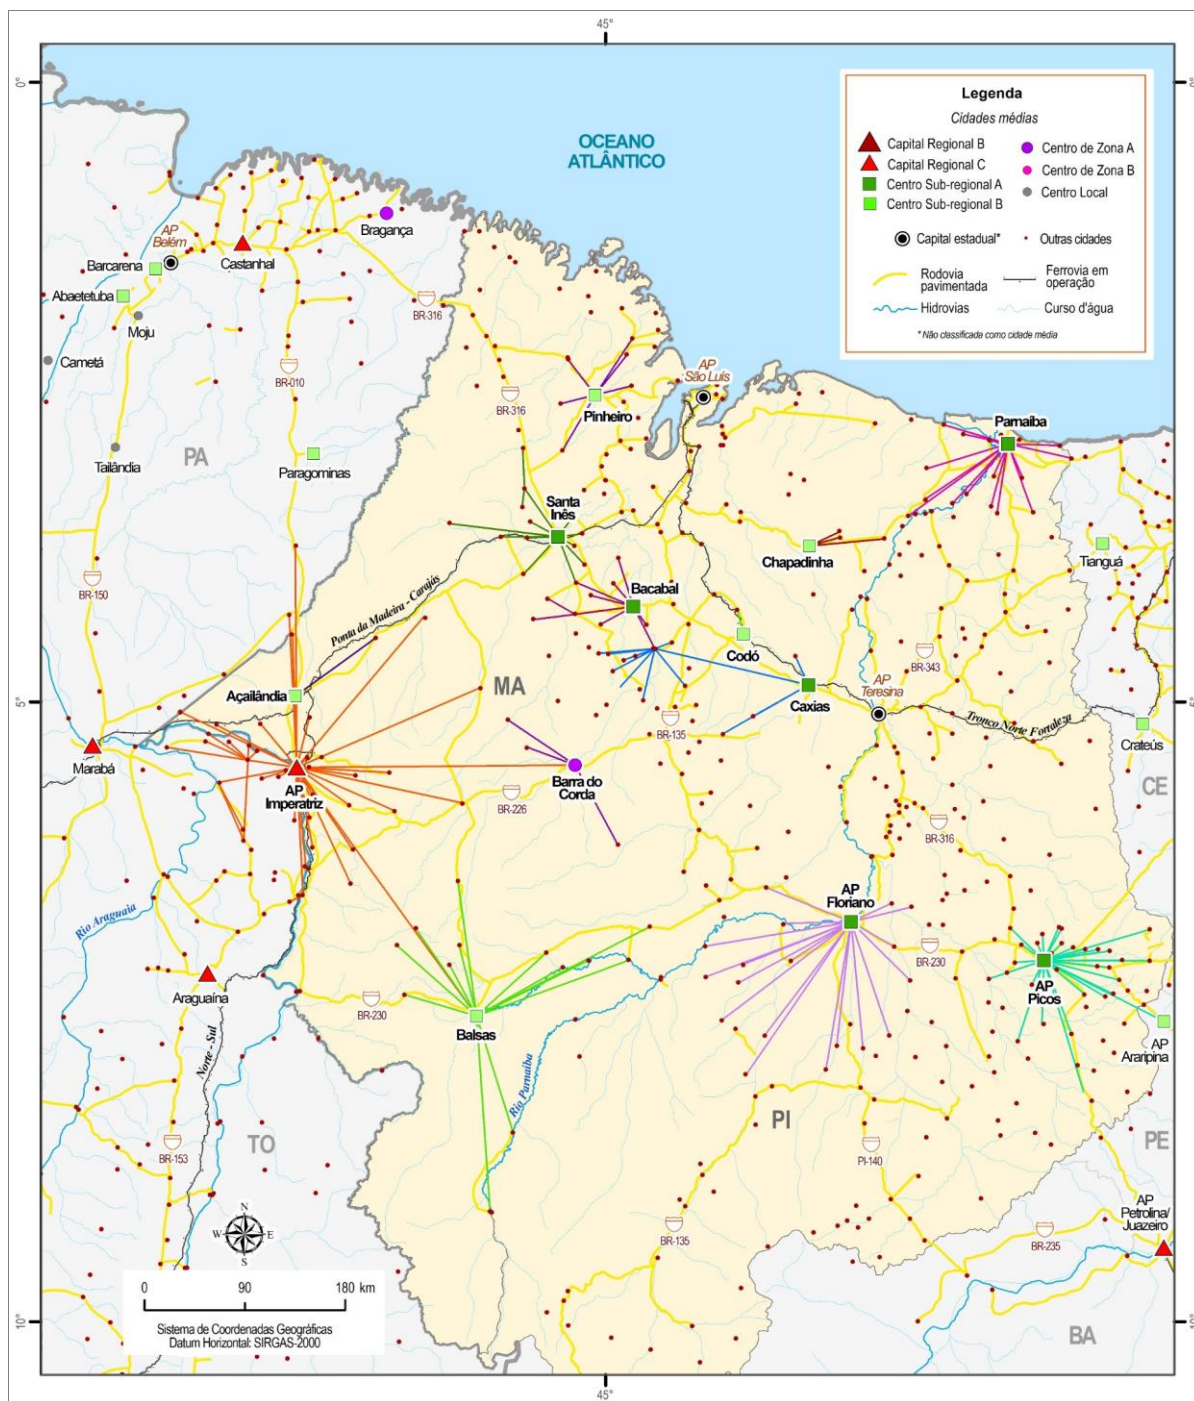 45°
0°
0°
OCEANO
ATLÂNTICO
Legenda
Cidades médias
Capital Regional B
Capital Regional C
Centro Sub-regional A
Centro Sub-regional B
Centro de Zona A
Centro de Zona B
Centro Local
Capital estadual*
Outras cidades
Rodovia
pavimentada
Ferrovia em
operação
Hidrovias
Curso d'água
* Não classificada como cidade média
AP
Belém
Bragança
Castanhal
Barcarena
Abaetetuba
Moju
Cametá
BR-316
BR-010
BR-316
Pinheiro
AP
São Luís
Parnaíba
PA
Tailândia
Paragominas
Santa
Inês
Chapadinha
Tianguá
BR-150
Ponta da Madeira - Carajás
Bacabal
Codó
BR-343
MA
Açailândia
Caxias
AP
Teresina
5°
5°
BR-135
Tronco Norte Fortaleza
Marabá
Crateús
AP
Imperatriz
Barra do
Corda
CE
BR-226
BR-316
Rio Araguaia
AP
Floriano
BR-230
Araguaína
AP
Picos
BR-230
Balsas
AP
Araripina
Norte - Sul
Rio Parnaíba
PI
TO
BR-153
PI-140
PE
AP
Petrolina/
Juazeiro
N
W
E
S
BR-135
BR-235
0
90
180 km
Sistema de Coordenadas Geográficas
Datum Horizontal: SIRGAS-2000
10°
BA
45°